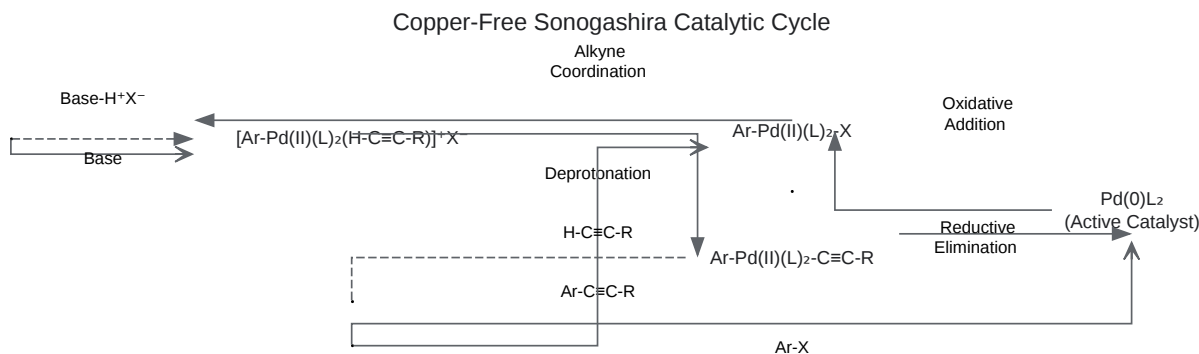 Copper-Free Sonogashira Catalytic Cycle
Alkyne
Coordination
Base-H⁺X⁻
Oxidative
Addition
[Ar-Pd(II)(L)₂(H-C≡C-R)]⁺X⁻
Ar-Pd(II)(L)₂-X
Base
Deprotonation
Pd(0)L₂
(Active Catalyst)
H-C≡C-R
Reductive
Elimination
Ar-Pd(II)(L)₂-C≡C-R
Ar-C≡C-R
Ar-X